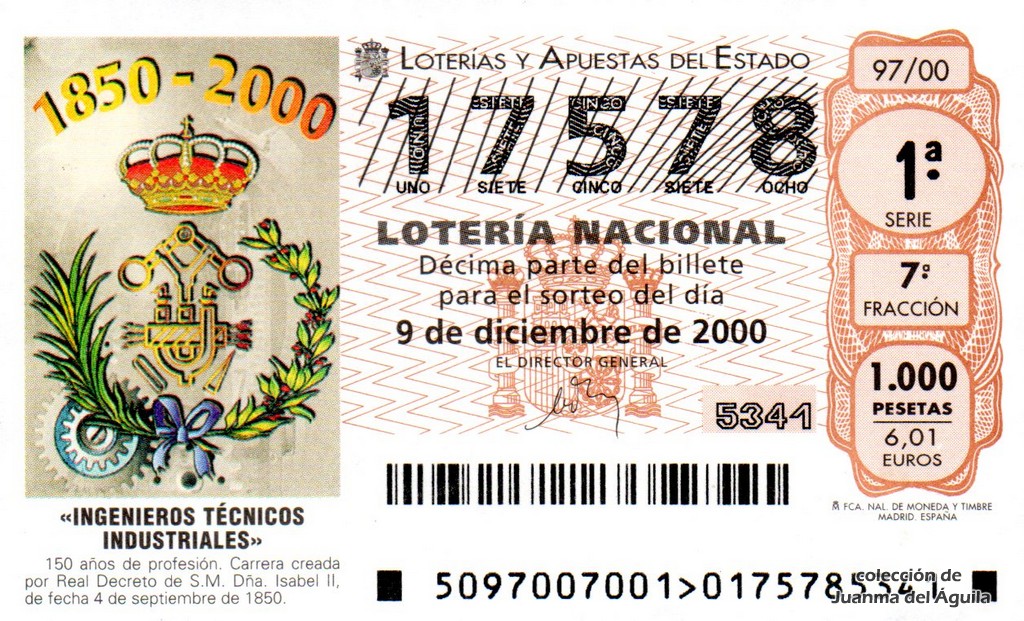 1850 - 2000
«INGENIEROS TÉCNICOS
INDUSTRIALES»
150 años de profesión. Carrera creada
por Real Decreto de S.M. Dña. Isabel II,
de fecha 4 de septiembre de 1850.
LOTERÍAS Y APUESTAS DEL ESTADO
17578
UNO SIETE CINCO SIETE OCHO
LOTERÍA NACIONAL
Décima parte del billete
para el sorteo del día
9 de diciembre de 2000
EL DIRECTOR GENERAL
5341
97/00
1ª
SERIE
7ª
FRACCIÓN
1.000
PESETAS
6,01
EUROS
FCA. NAL. DE MONEDA Y TIMBRE
MADRID. ESPAÑA
5097007001>0175785341
colección de
Juanma del Águila